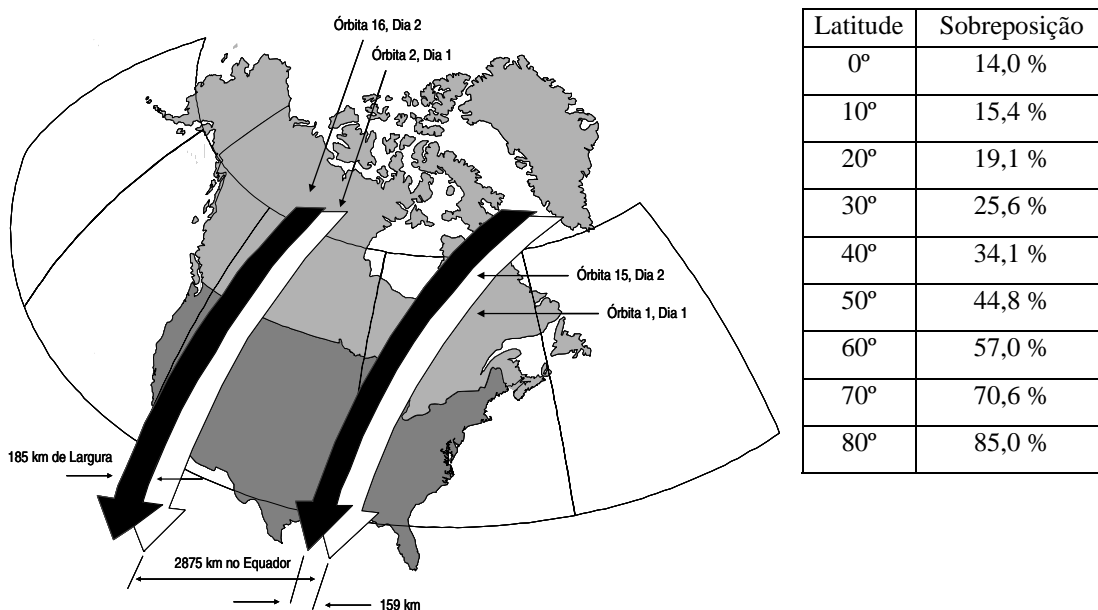 Órbita 16, Dia 2
Órbita 2, Dia 1
Órbita 15, Dia 2
Órbita 1, Dia 1
185 km de Largura
2875 km no Equador
159 km
Latitude Sobreposição
0º 14,0 %
10º 15,4 %
20º 19,1 %
30º 25,6 %
40º 34,1 %
50º 44,8 %
60º 57,0 %
70º 70,6 %
80º 85,0 %